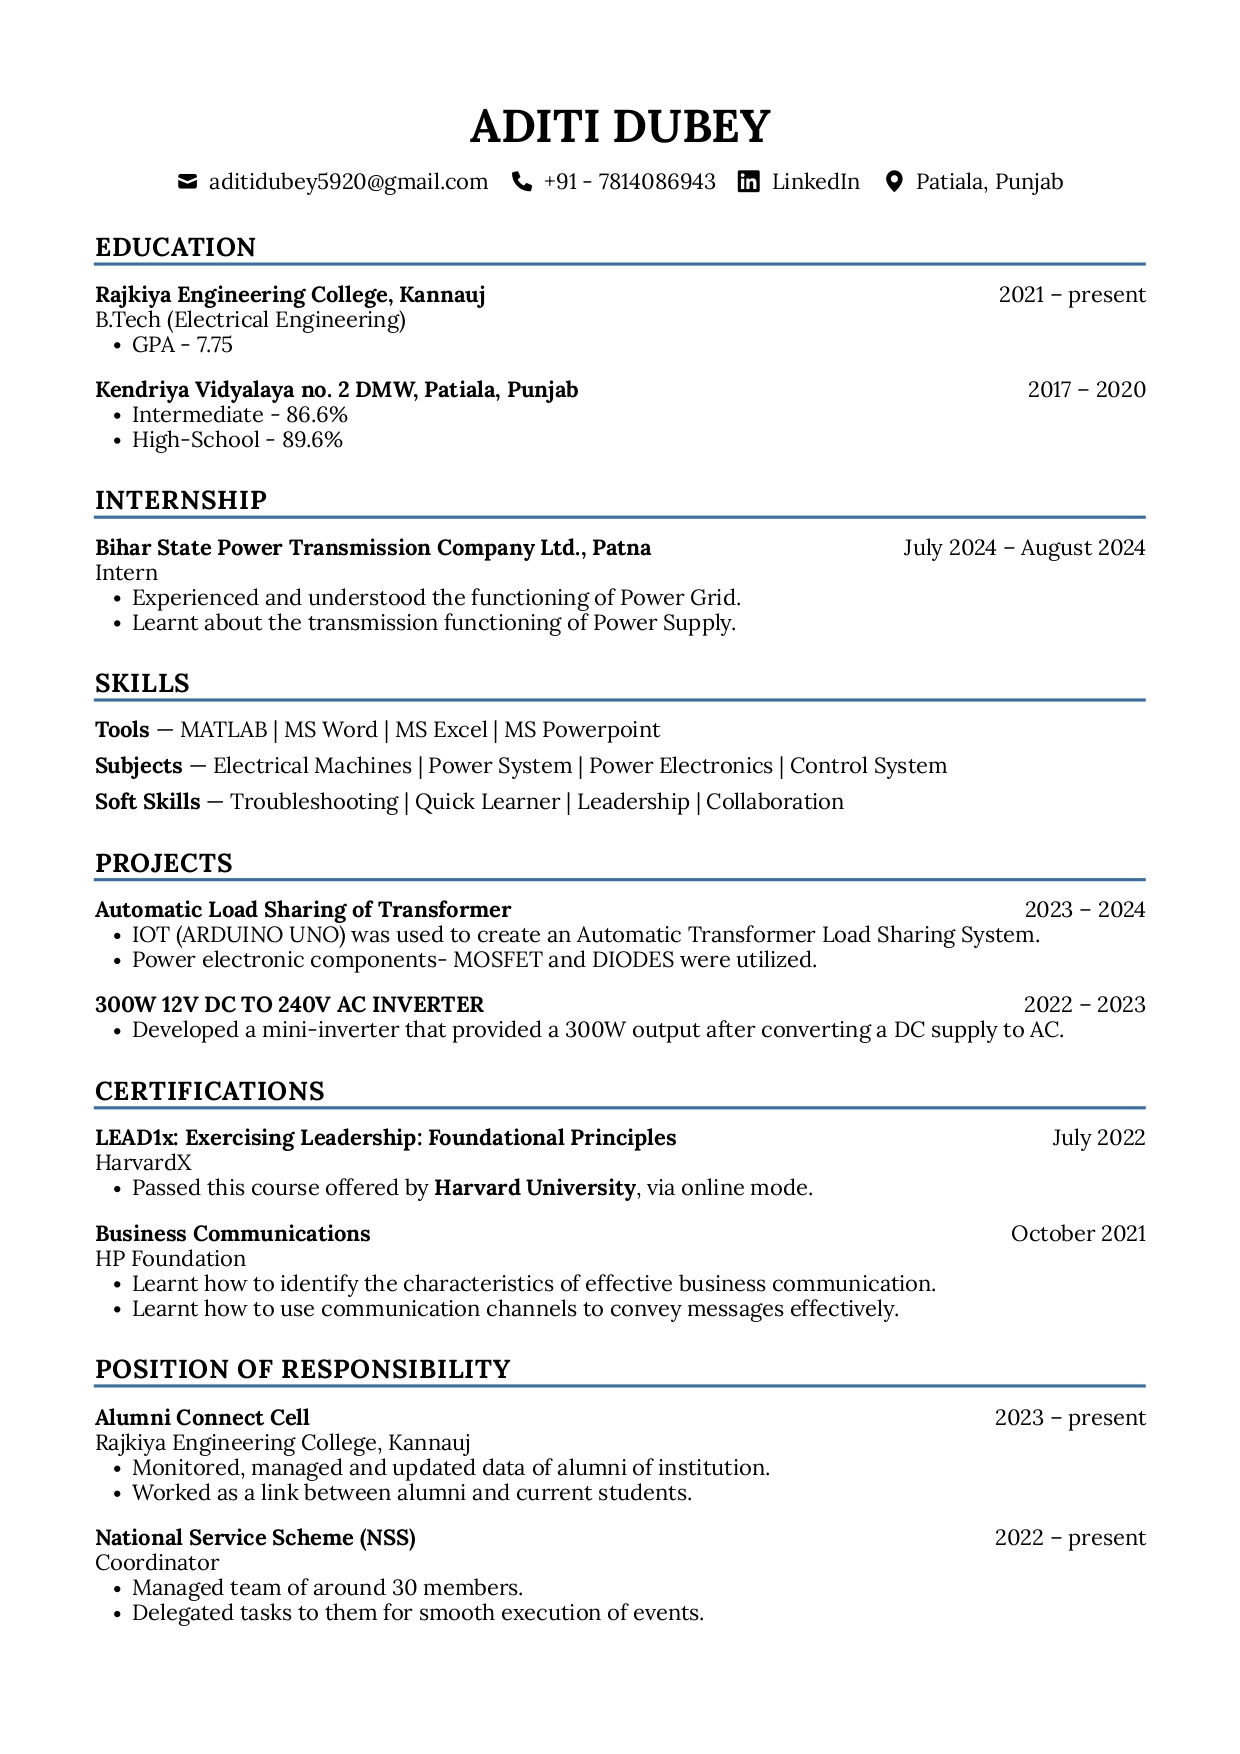 ADITI DUBEY
aditidubey5920@gmail.com +91 - 7814086943 LinkedIn Patiala, Punjab
EDUCATION
Rajkiya Engineering College, Kannauj 2021 – present
B.Tech (Electrical Engineering)
• GPA - 7.75
Kendriya Vidyalaya no. 2 DMW, Patiala, Punjab 2017 – 2020
• Intermediate - 86.6%
• High-School - 89.6%
INTERNSHIP
Bihar State Power Transmission Company Ltd., Patna July 2024 – August 2024
Intern
• Experienced and understood the functioning of Power Grid.
• Learnt about the transmission functioning of Power Supply.
SKILLS
Tools — MATLAB | MS Word | MS Excel | MS Powerpoint
Subjects — Electrical Machines | Power System | Power Electronics | Control System
Soft Skills — Troubleshooting | Quick Learner | Leadership | Collaboration
PROJECTS
Automatic Load Sharing of Transformer 2023 – 2024
• IOT (ARDUINO UNO) was used to create an Automatic Transformer Load Sharing System.
• Power electronic components- MOSFET and DIODES were utilized.
300W 12V DC TO 240V AC INVERTER 2022 – 2023
• Developed a mini-inverter that provided a 300W output after converting a DC supply to AC.
CERTIFICATIONS
LEAD1x: Exercising Leadership: Foundational Principles July 2022
HarvardX
• Passed this course offered by Harvard University, via online mode.
Business Communications October 2021
HP Foundation
• Learnt how to identify the characteristics of effective business communication.
• Learnt how to use communication channels to convey messages effectively.
POSITION OF RESPONSIBILITY
Alumni Connect Cell 2023 – present
Rajkiya Engineering College, Kannauj
• Monitored, managed and updated data of alumni of institution.
• Worked as a link between alumni and current students.
National Service Scheme (NSS) 2022 – present
Coordinator
• Managed team of around 30 members.
• Delegated tasks to them for smooth execution of events.